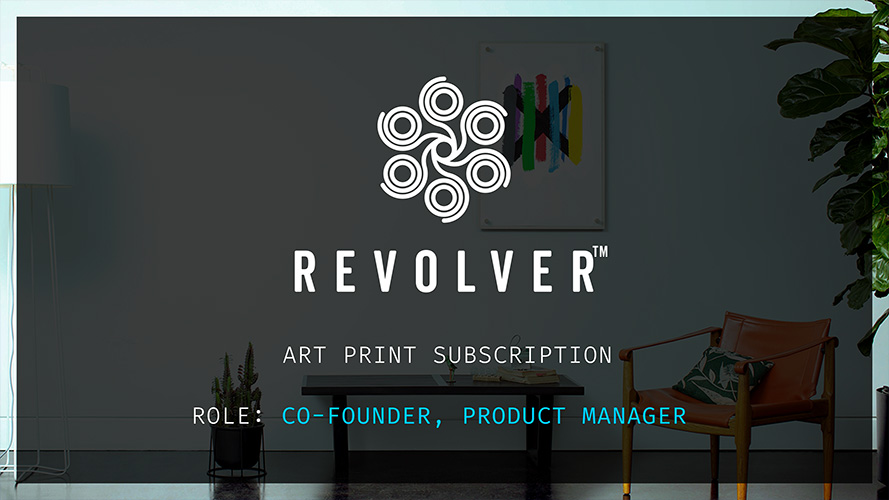 REVOLVER™
ART PRINT SUBSCRIPTION
ROLE: CO-FOUNDER, PRODUCT MANAGER